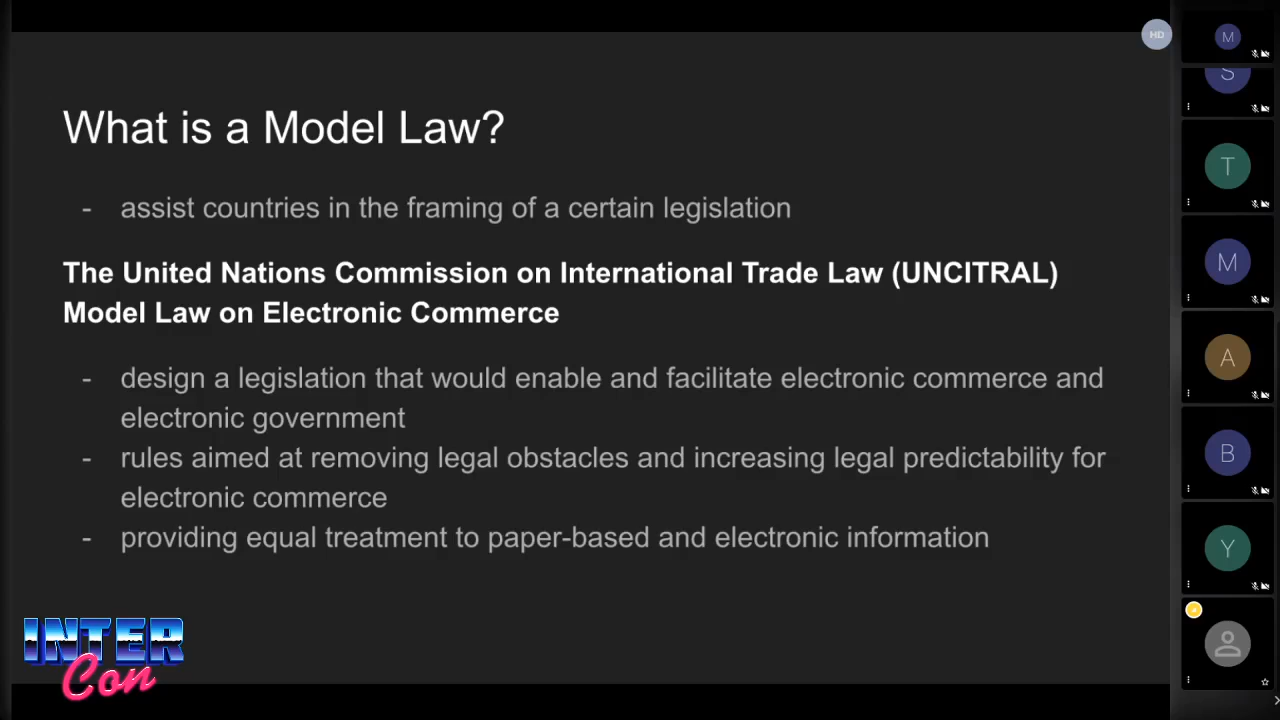 HD
What is a Model Law?
- assist countries in the framing of a certain legislation
The United Nations Commission on International Trade Law (UNCITRAL)
Model Law on Electronic Commerce
- design a legislation that would enable and facilitate electronic commerce and
electronic government
- rules aimed at removing legal obstacles and increasing legal predictability for
electronic commerce
- providing equal treatment to paper-based and electronic information
INTER
Con
M
S
T
M
A
B
Y